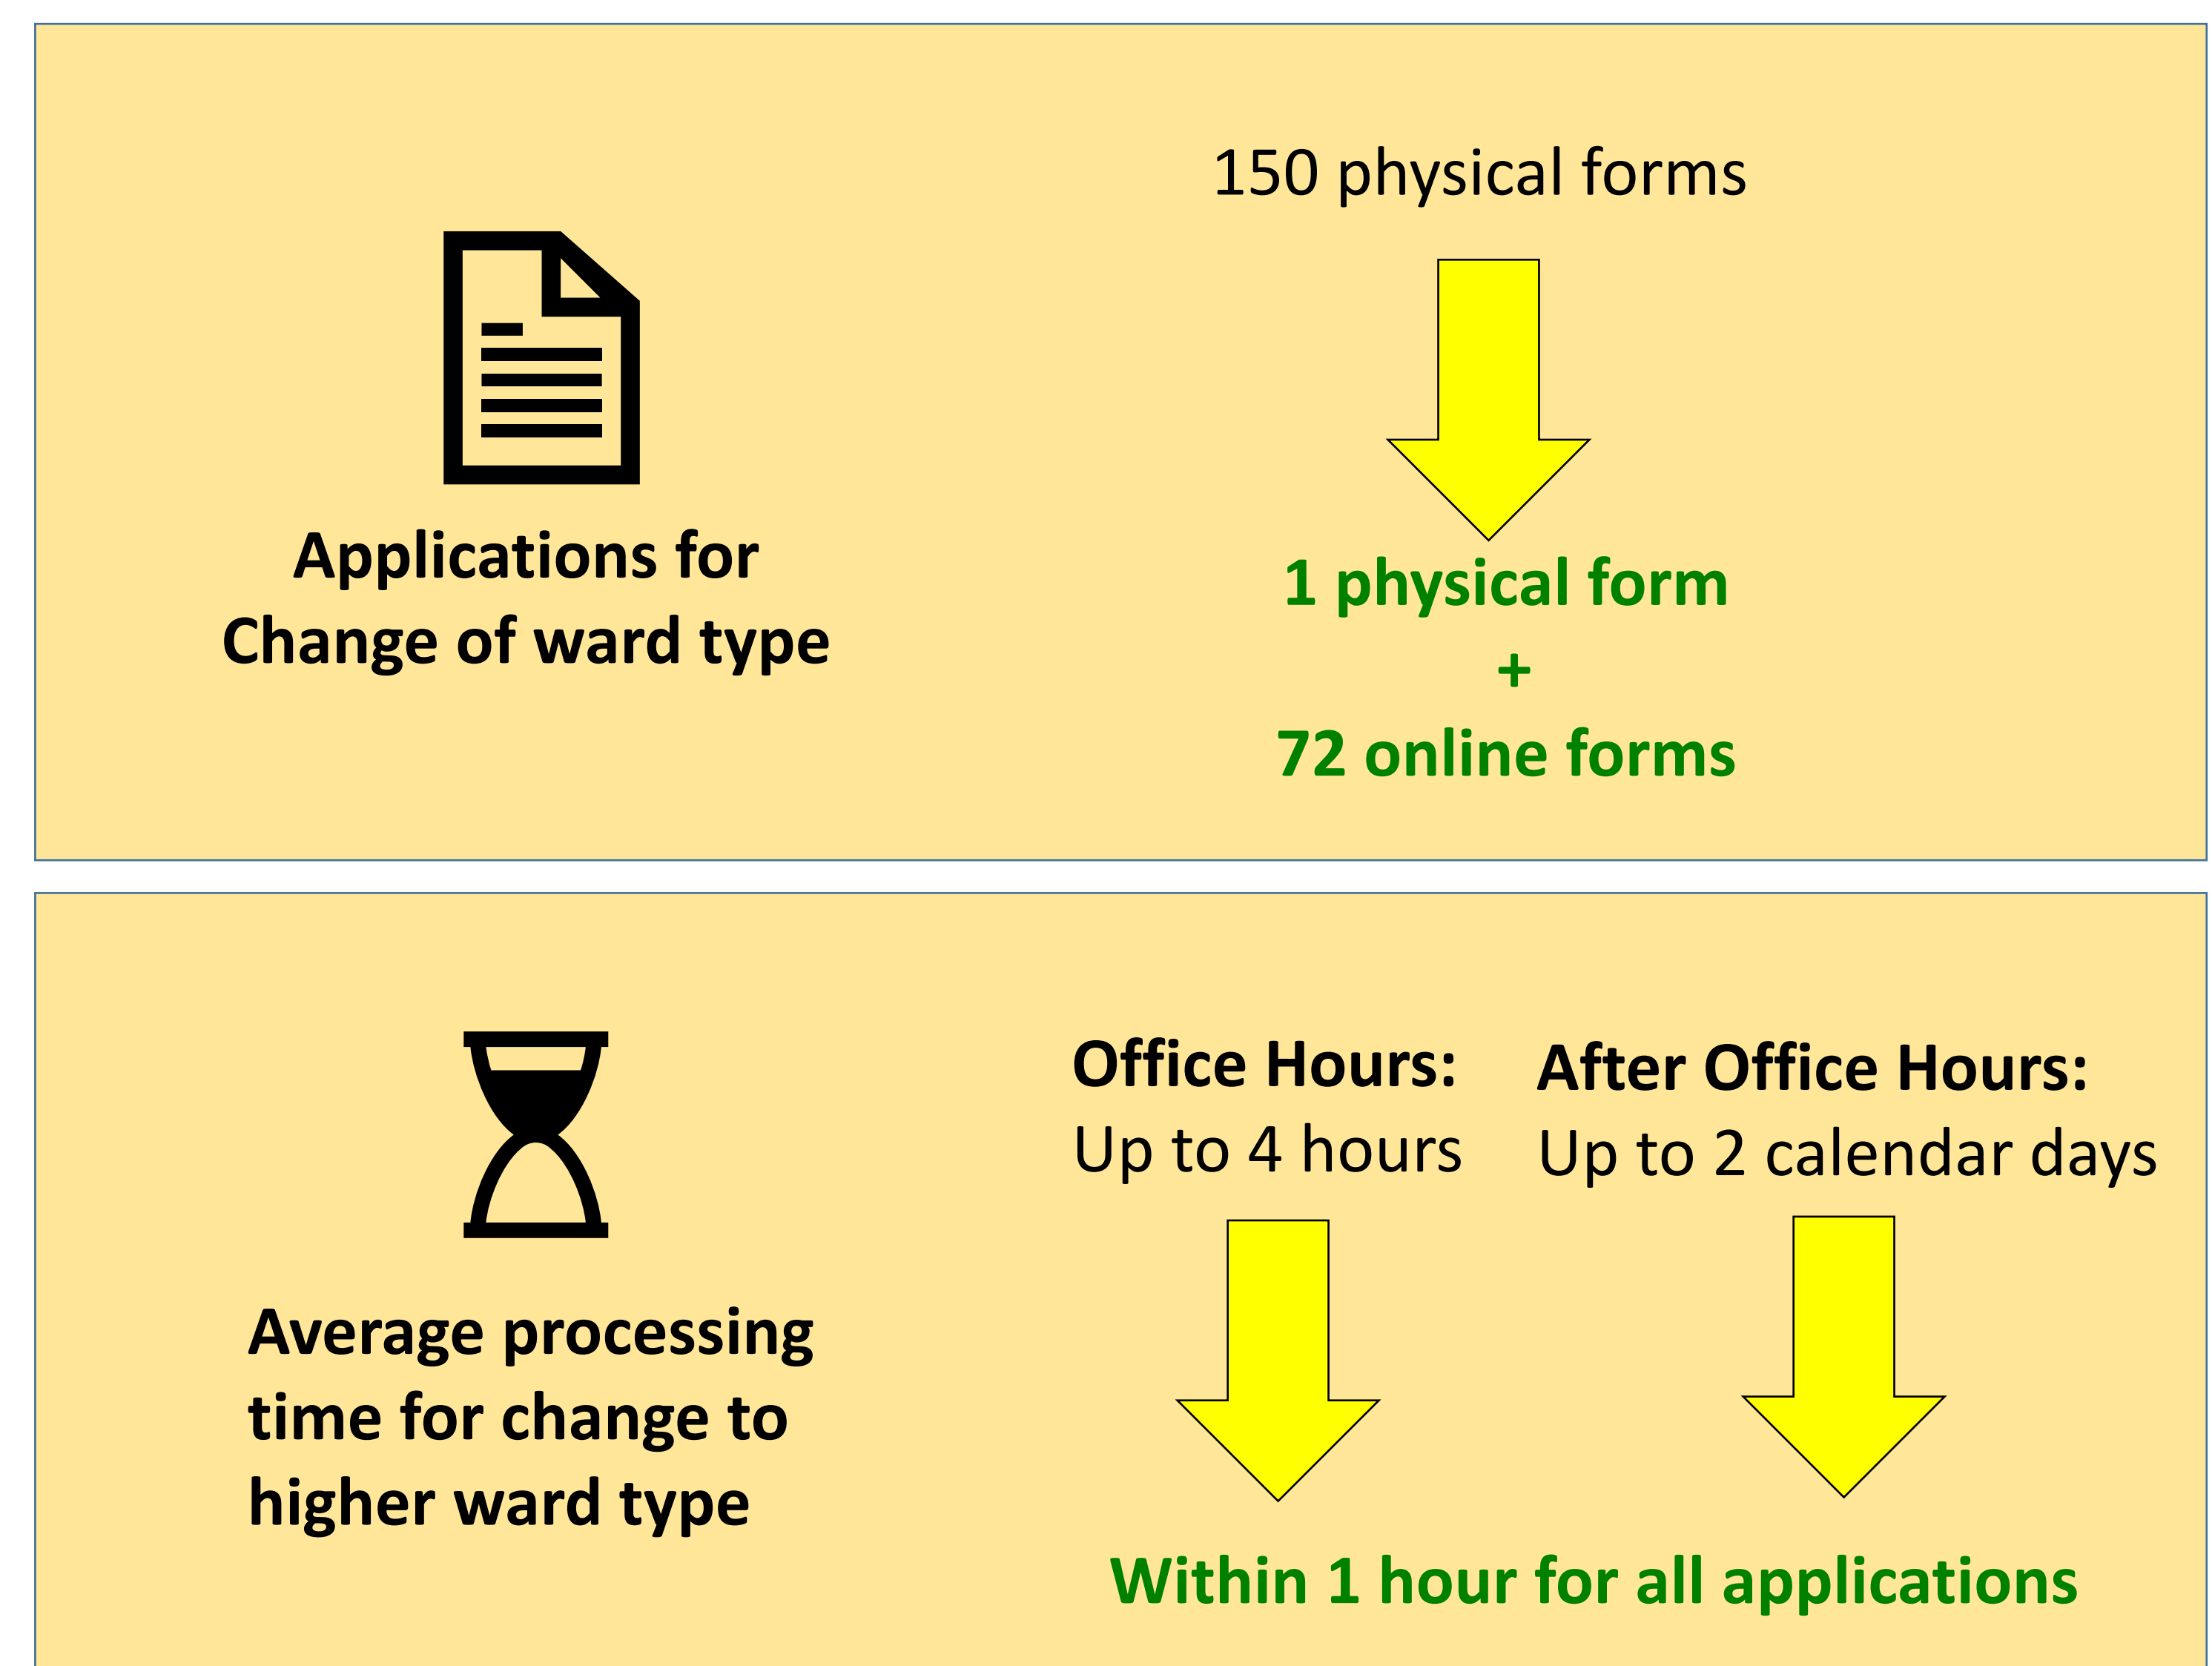 Applications for
Change of ward type
150 physical forms
1 physical form
+
72 online forms
Average processing
time for change to
higher ward type
Office Hours:
Up to 4 hours
After Office Hours:
Up to 2 calendar days
Within 1 hour for all applications